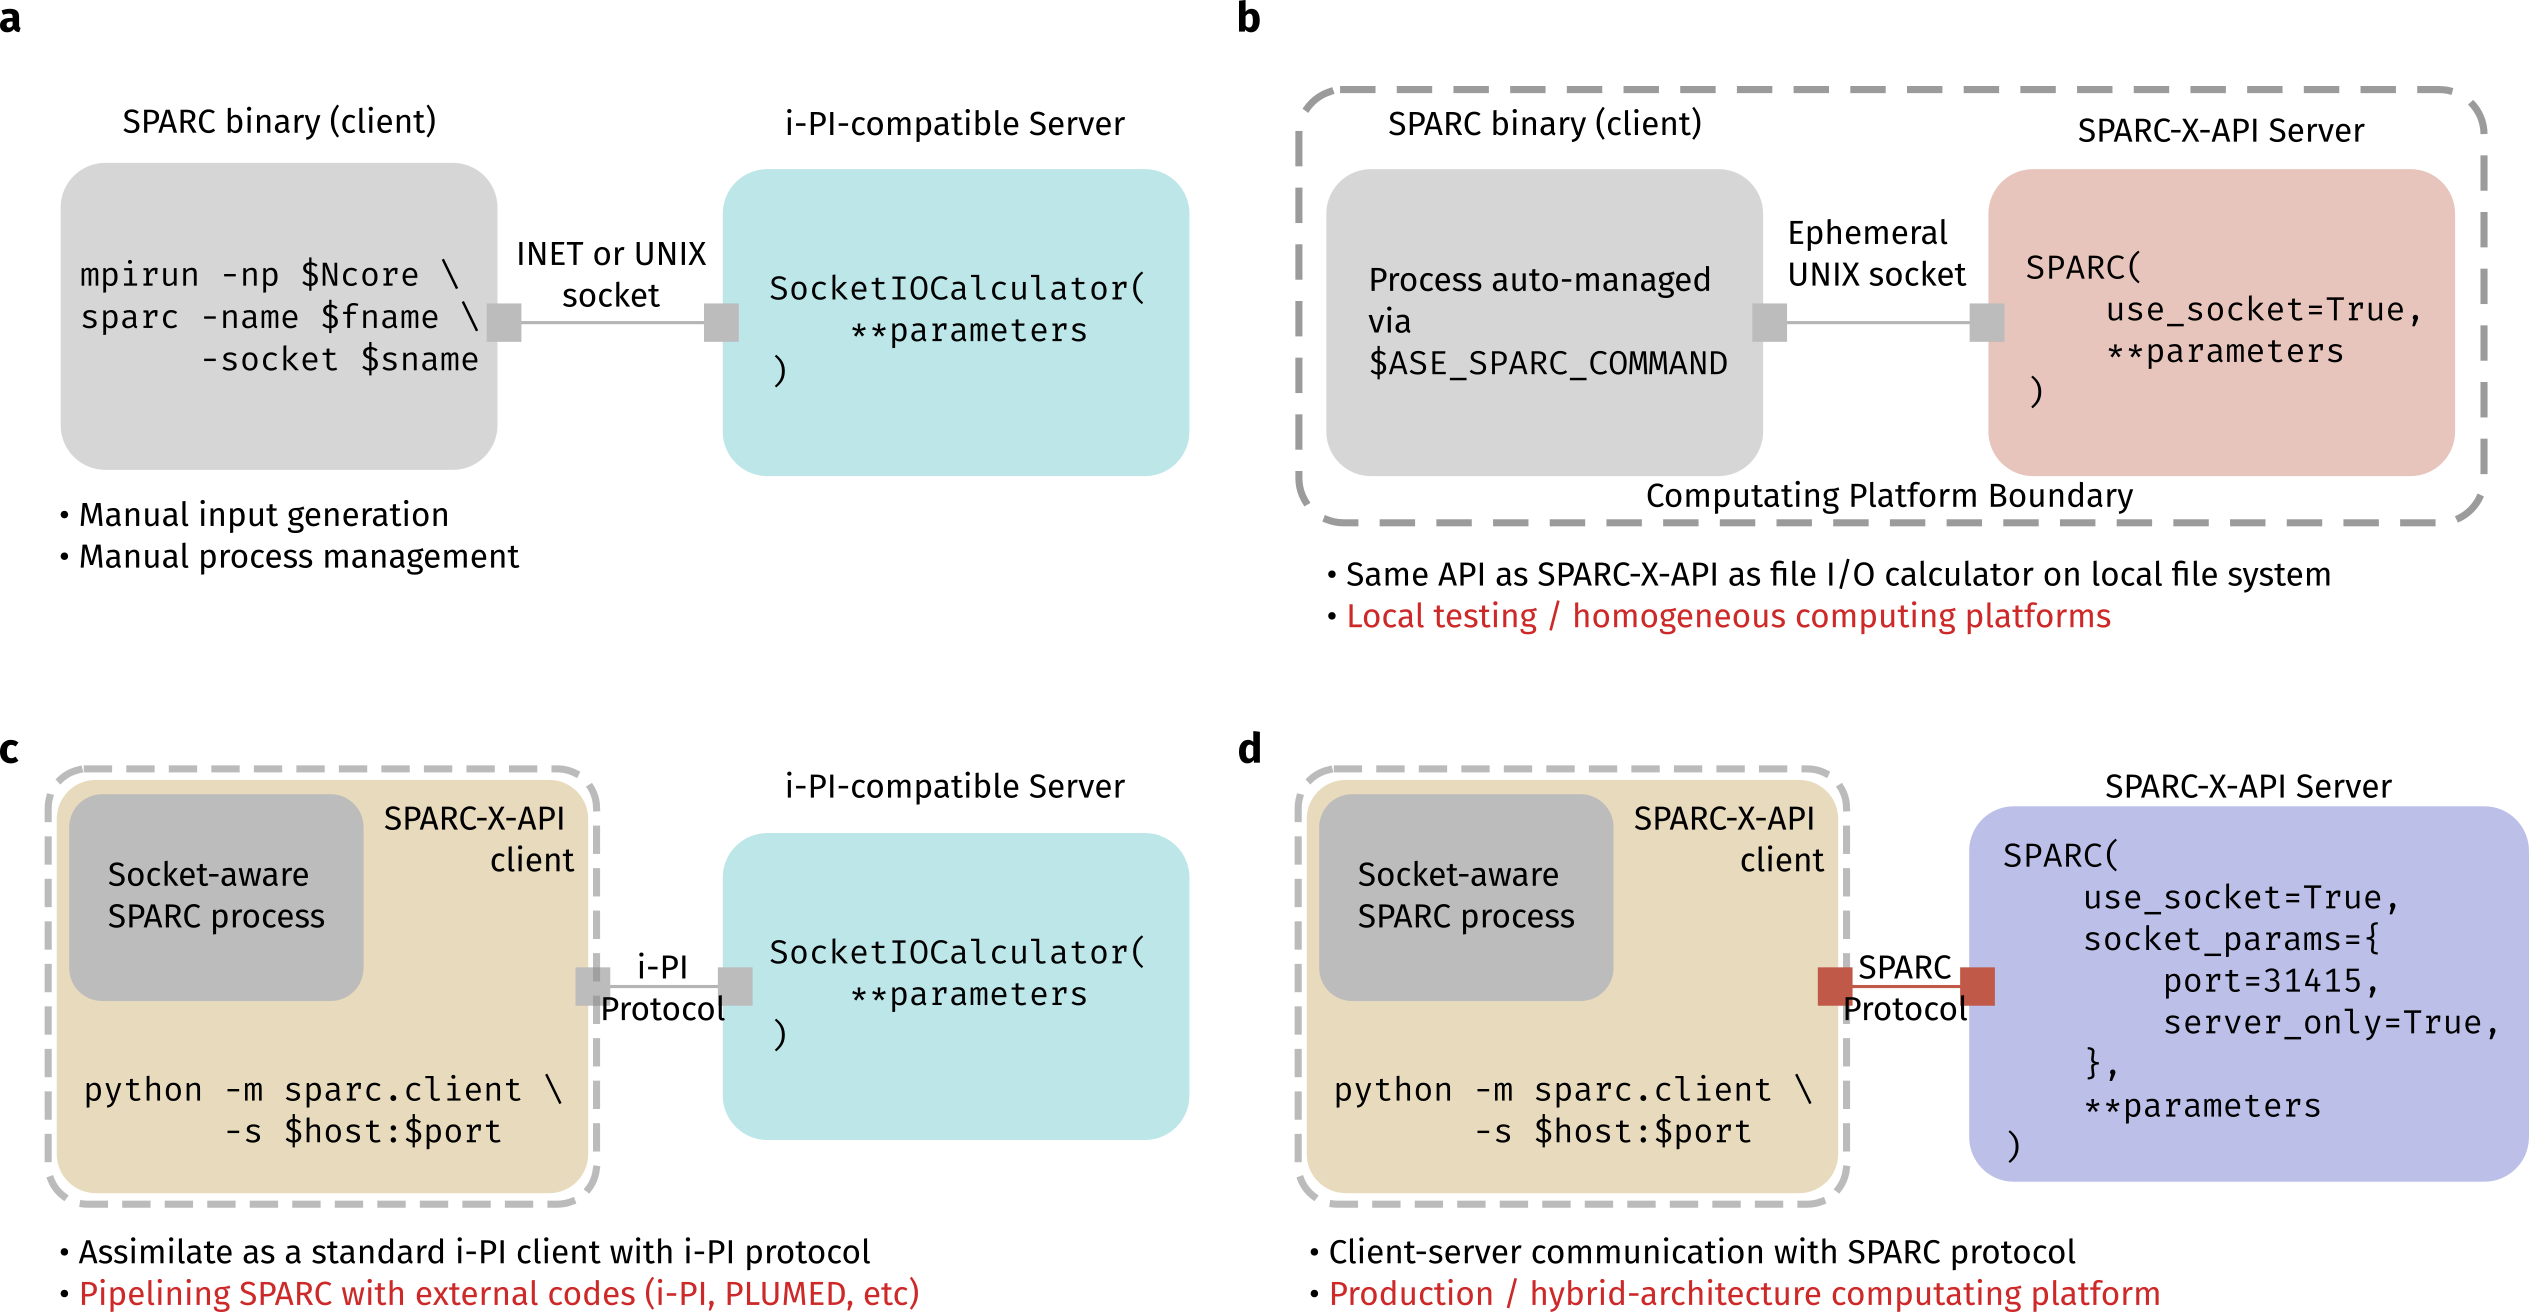 a
SPARC binary (client)
mpirun -np $Ncore \
sparc -name $fname \
-socket $sname
INET or UNIX
socket
i-PI-compatible Server
SocketIOCalculator(
**parameters
)
• Manual input generation
• Manual process management
b
SPARC binary (client)
Process auto-managed
via
$ASE_SPARC_COMMAND
Ephemeral
UNIX socket
SPARC-X-API Server
SPARC(
use_socket=True,
**parameters
)
Computating Platform Boundary
• Same API as SPARC-X-API as file I/O calculator on local file system
• Local testing / homogeneous computing platforms
c
SPARC-X-API
client
Socket-aware
SPARC process
python -m sparc.client \
-s $host:$port
i-PI
Protocol
i-PI-compatible Server
SocketIOCalculator(
**parameters
)
• Assimilate as a standard i-PI client with i-PI protocol
• Pipelining SPARC with external codes (i-PI, PLUMED, etc)
d
SPARC-X-API
client
Socket-aware
SPARC process
python -m sparc.client \
-s $host:$port
SPARC
Protocol
SPARC-X-API Server
SPARC(
use_socket=True,
socket_params={
port=31415,
server_only=True,
},
**parameters
)
• Client-server communication with SPARC protocol
• Production / hybrid-architecture computating platform